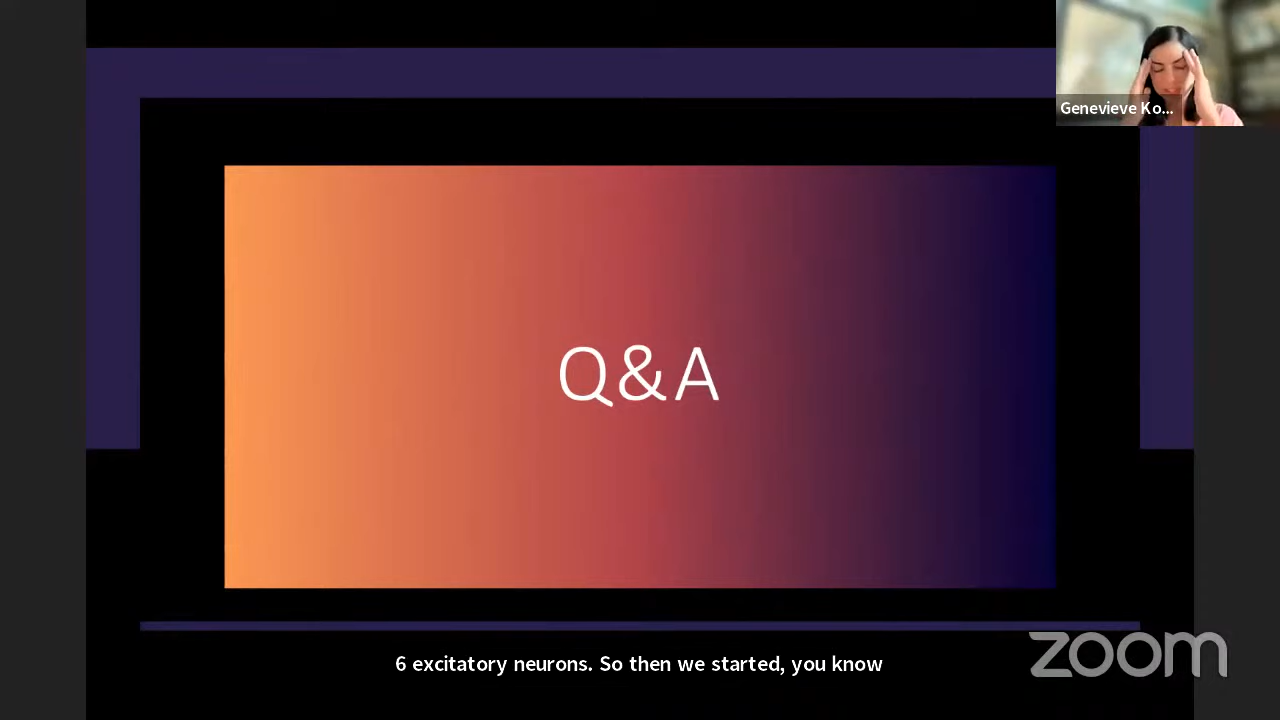 Genevieve Ko...
Q&A
6 excitatory neurons. So then we started, you know
zoom